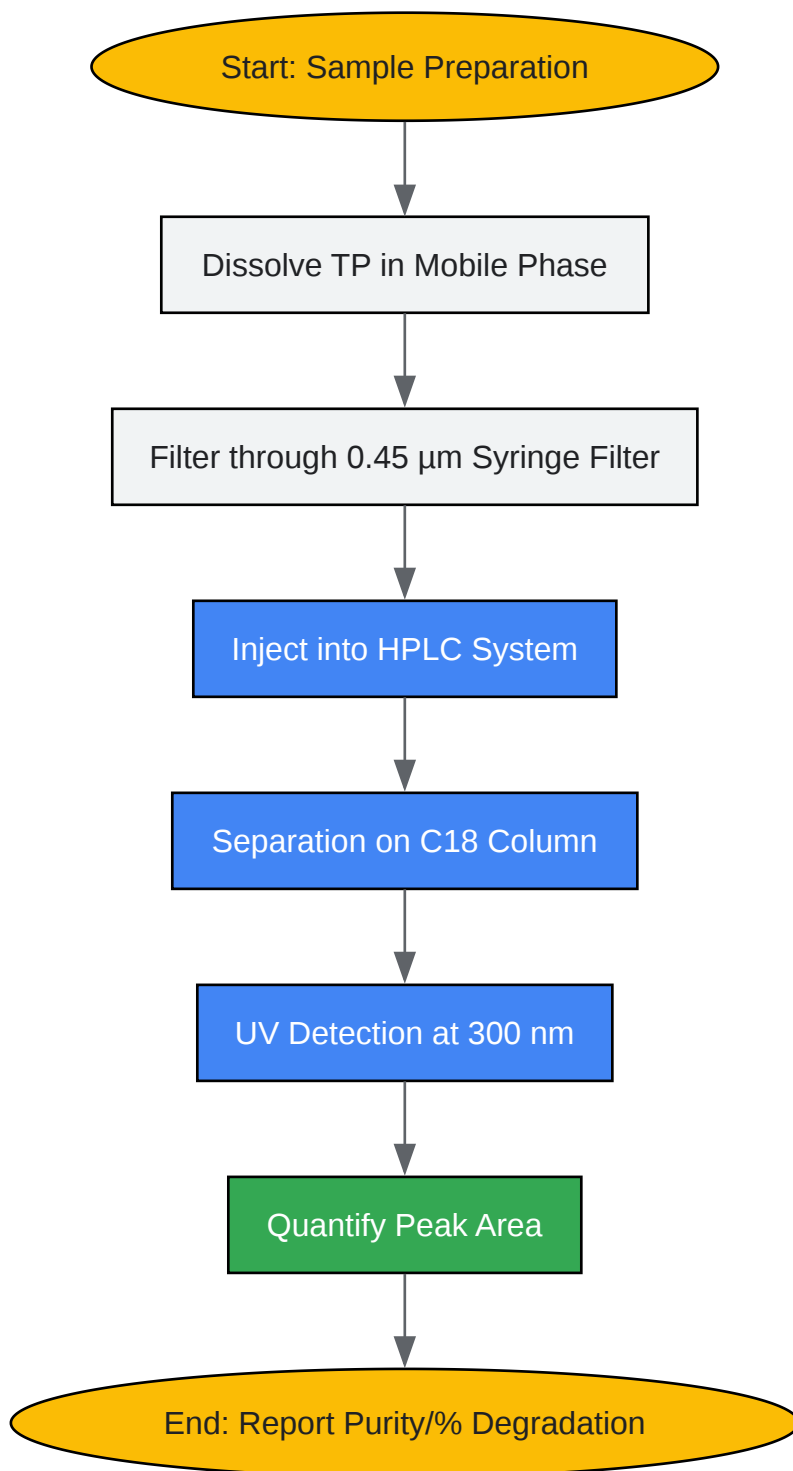 Start: Sample Preparation
Dissolve TP in Mobile Phase
Filter through 0.45 µm Syringe Filter
Inject into HPLC System
Separation on C18 Column
UV Detection at 300 nm
Quantify Peak Area
End: Report Purity/% Degradation